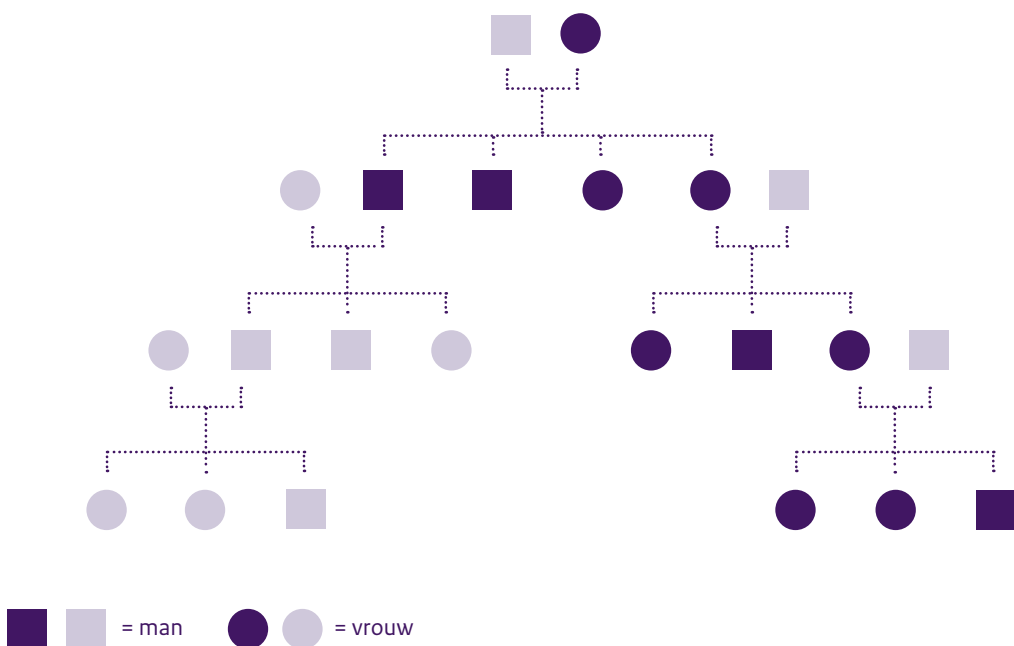 = man = vrouw